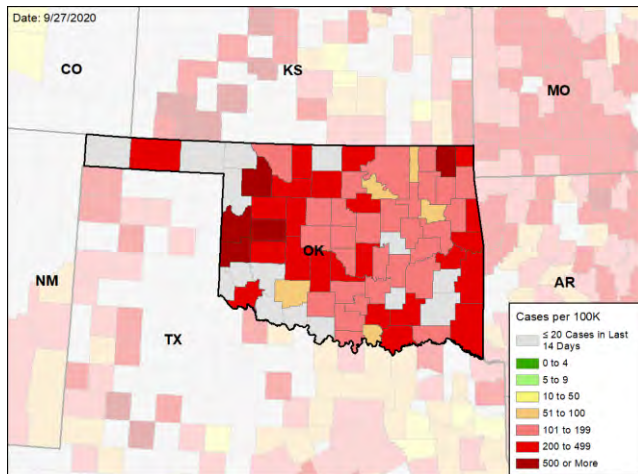 Date: 9/27/2020
CO
KS
MO
OK
NM
AR
TX
Cases per 100K
≤ 20 Cases in Last
14 Days
0 to 4
5 to 9
10 to 50
51 to 100
101 to 199
200 to 499
500 or More